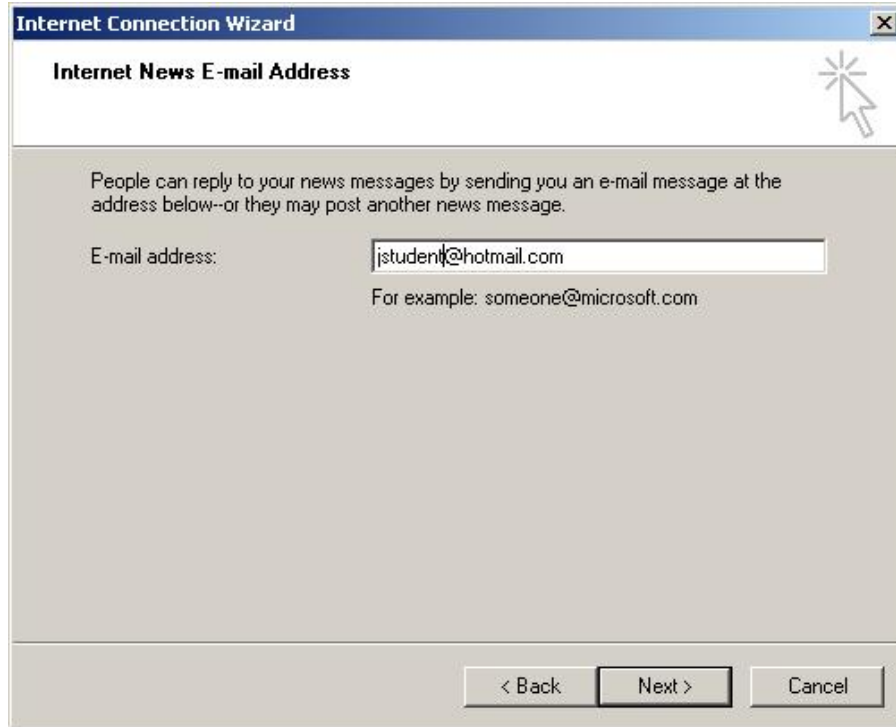 Internet Connection Wizard
Internet News E-mail Address
People can reply to your news messages by sending you an e-mail message at the
address below--or they may post another news message.
E-mail address: jstudent@hotmail.com
For example: someone@microsoft.com
< Back Next > Cancel